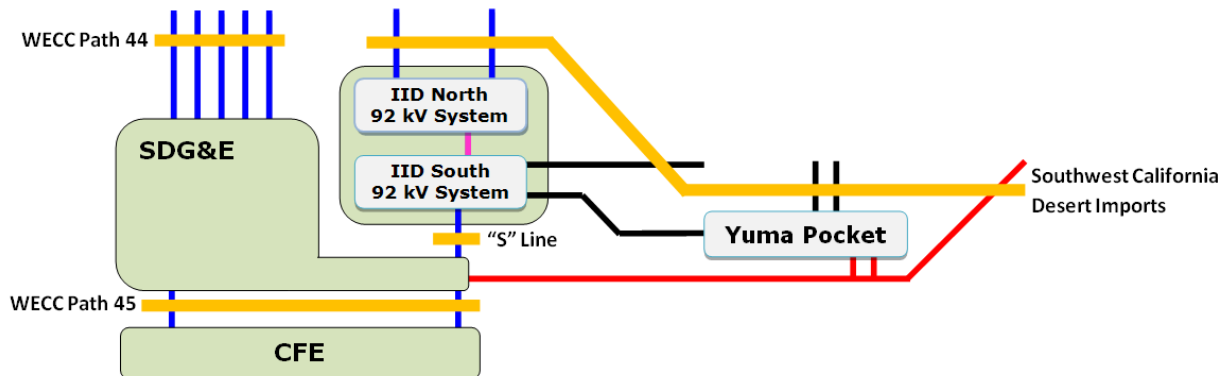 WECC Path 44
IID North
92 kV System
SDG&E
IID South
92 kV System
Southwest California
Desert Imports
Yuma Pocket
“S” Line
WECC Path 45
CFE